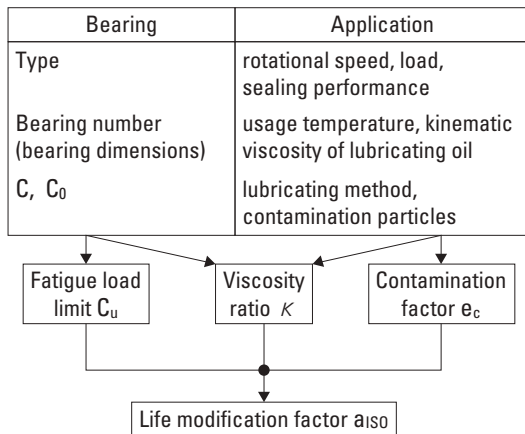 Bearing
Application
Type
rotational speed, load,
sealing performance
Bearing number
(bearing dimensions)
usage temperature, kinematic
viscosity of lubricating oil
C, C₀
lubricating method,
contamination particles
Fatigue load
limit Cᵤ
Viscosity
ratio κ
Contamination
factor e꜀
Life modification factor aISO